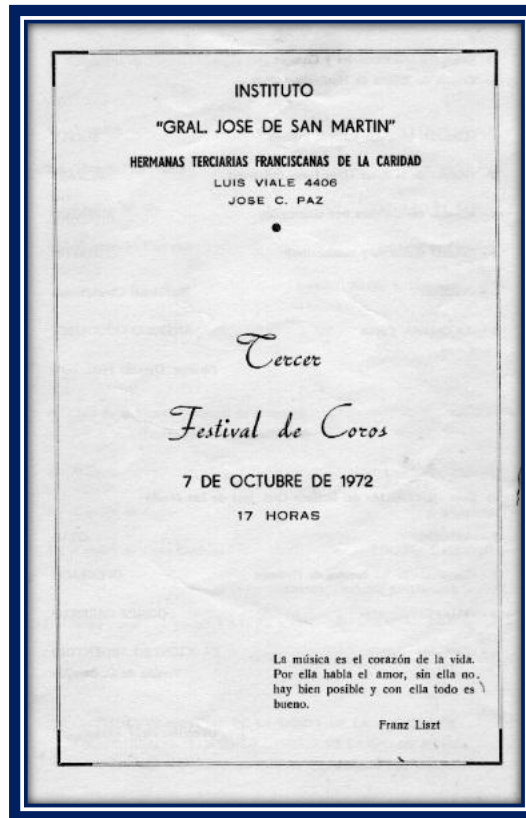 INSTITUTO
"GRAL. JOSE DE SAN MARTIN"
HERMANAS TERCIARIAS FRANCISCANAS DE LA CARIDAD
LUIS VIALE 4406
JOSE C. PAZ
Tercer
Festival de Coros
7 DE OCTUBRE DE 1972
17 HORAS
La música es el corazón de la vida.
Por ella habla el amor, sin ella no
hay bien posible y con ella todo es
bueno.
Franz Liszt